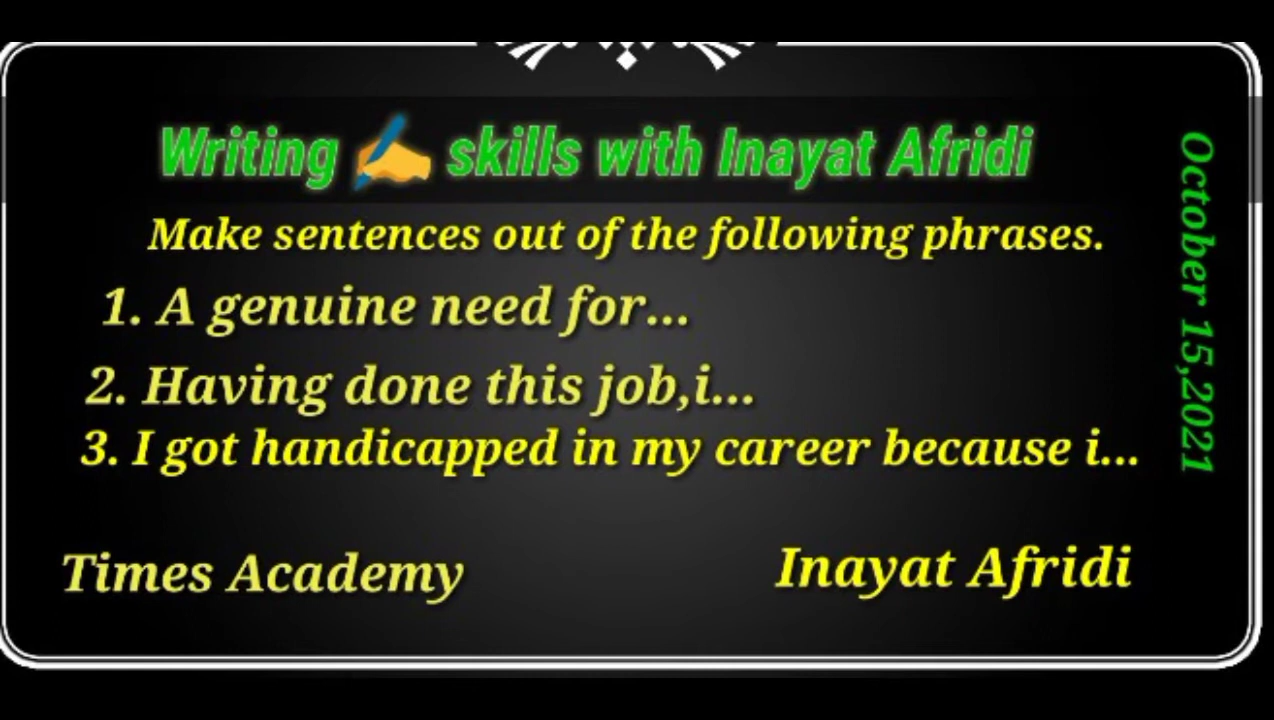 Writing ✍ skills with Inayat Afridi
Make sentences out of the following phrases.
1. A genuine need for...
2. Having done this job,i...
3. I got handicapped in my career because i...
Times Academy
Inayat Afridi
October 15,2021